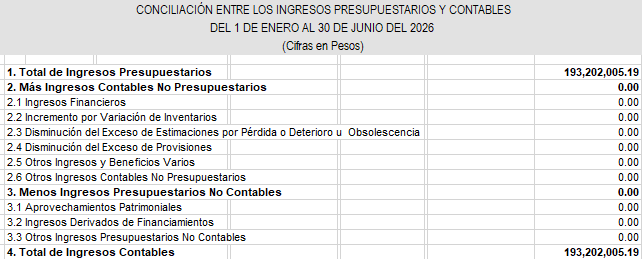 CONCILIACIÓN ENTRE LOS INGRESOS PRESUPUESTARIOS Y CONTABLES
DEL 1 DE ENERO AL 30 DE JUNIO DEL 2026
(Cifras en Pesos)
1. Total de Ingresos Presupuestarios 193,202,005.19
2. Más Ingresos Contables No Presupuestarios 0.00
2.1 Ingresos Financieros 0.00
2.2 Incremento por Variación de Inventarios 0.00
2.3 Disminución del Exceso de Estimaciones por Pérdida o Deterioro u Obsolescencia 0.00
2.4 Disminución del Exceso de Provisiones 0.00
2.5 Otros Ingresos y Beneficios Varios 0.00
2.6 Otros Ingresos Contables No Presupuestarios 0.00
3. Menos Ingresos Presupuestarios No Contables 0.00
3.1 Aprovechamientos Patrimoniales 0.00
3.2 Ingresos Derivados de Financiamientos 0.00
3.3 Otros Ingresos Presupuestarios No Contables 0.00
4. Total de Ingresos Contables 193,202,005.19